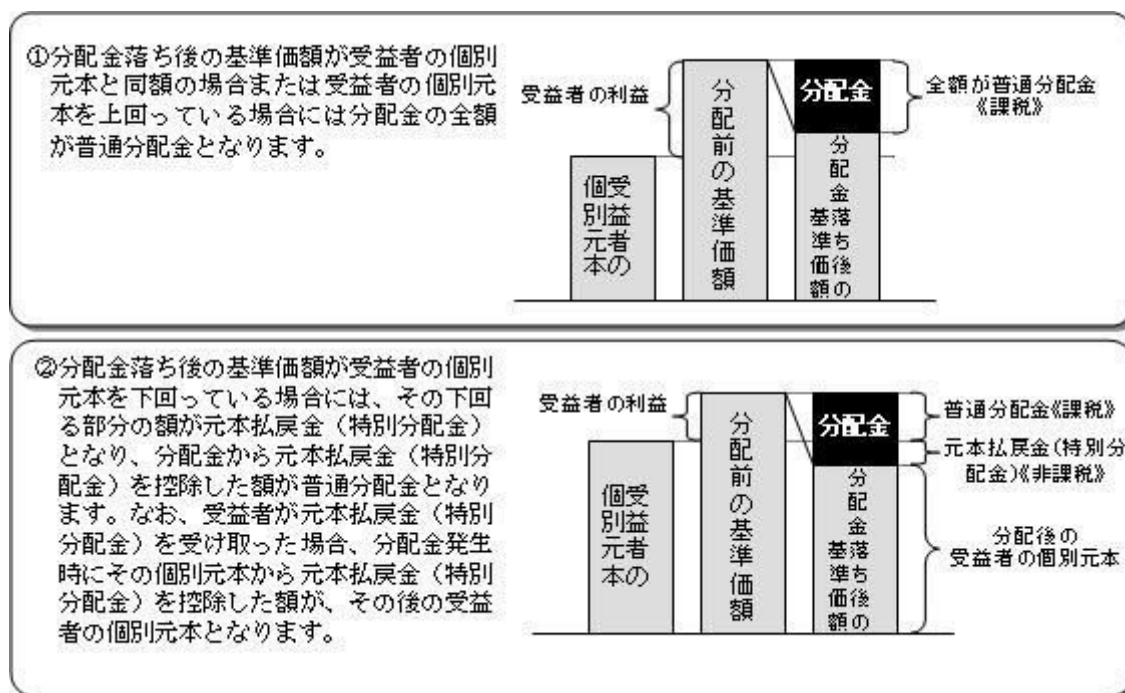 ①分配金落ち後の基準価額が受益者の個別
元本と同額の場合または受益者の個別元
本を上回っている場合には分配金の全額
が普通分配金となります。
受益者の利益
受益者の
個別元本
分配前の基準価額
分配金
分配金落ち後の
基準価額
全額が普通分配金
《課税》
②分配金落ち後の基準価額が受益者の個別
元本を下回っている場合には、その下回
る部分の額が元本払戻金（特別分配金）
となり、分配金から元本払戻金（特別分
配金）を控除した額が普通分配金となり
ます。なお、受益者が元本払戻金（特別
分配金）を受け取った場合、分配金発生
時にその個別元本から元本払戻金（特別
分配金）を控除した額が、その後の受益
者の個別元本となります。
受益者の利益
受益者の
個別元本
分配前の基準価額
分配金
分配金落ち後の
基準価額
普通分配金《課税》
元本払戻金(特別分
配金)《非課税》
分配後の
受益者の個別元本